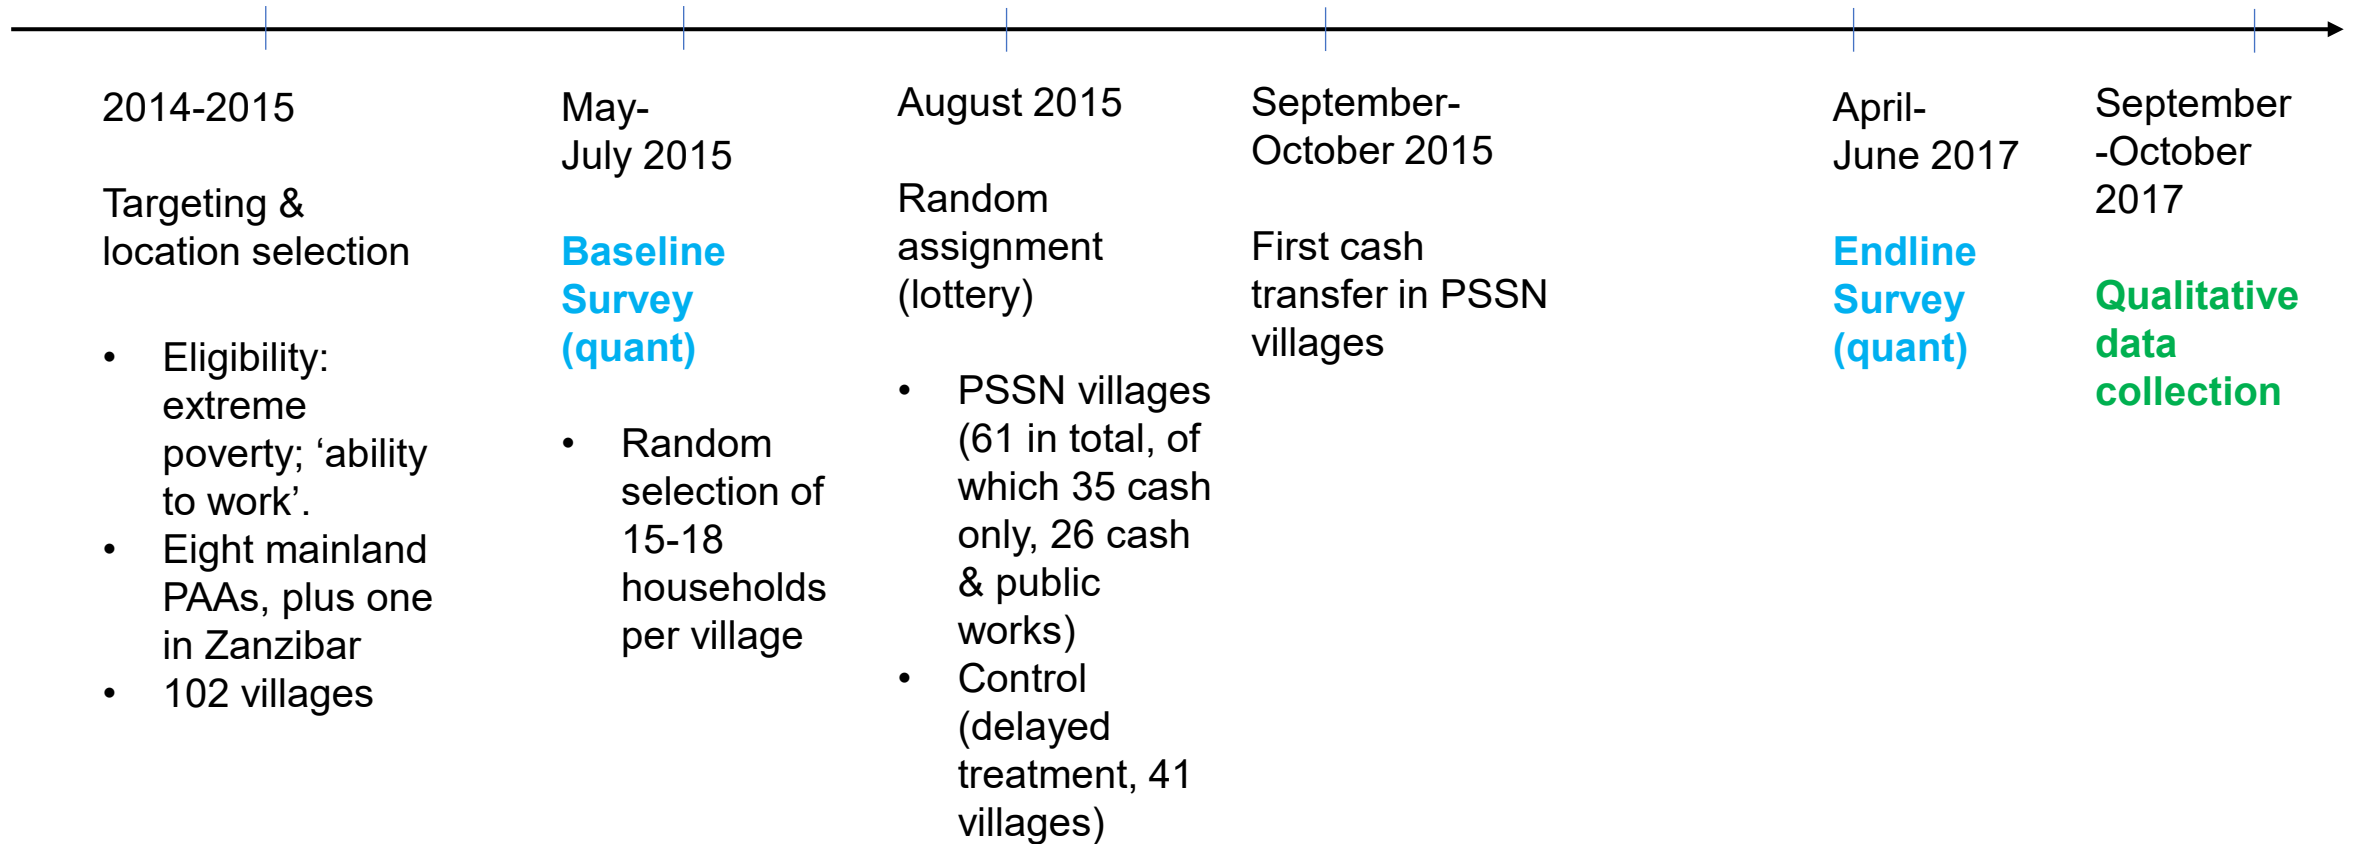 2014-2015
Targeting &
location selection
• Eligibility:
extreme
poverty; ‘ability
to work’.
• Eight mainland
PAAs, plus one
in Zanzibar
• 102 villages
May-
July 2015
Baseline
Survey
(quant)
• Random
selection of
15-18
households
per village
August 2015
Random
assignment
(lottery)
• PSSN villages
(61 in total, of
which 35 cash
only, 26 cash
& public
works)
• Control
(delayed
treatment, 41
villages)
September-
October 2015
First cash
transfer in PSSN
villages
April-
June 2017
Endline
Survey
(quant)
September
-October
2017
Qualitative
data
collection